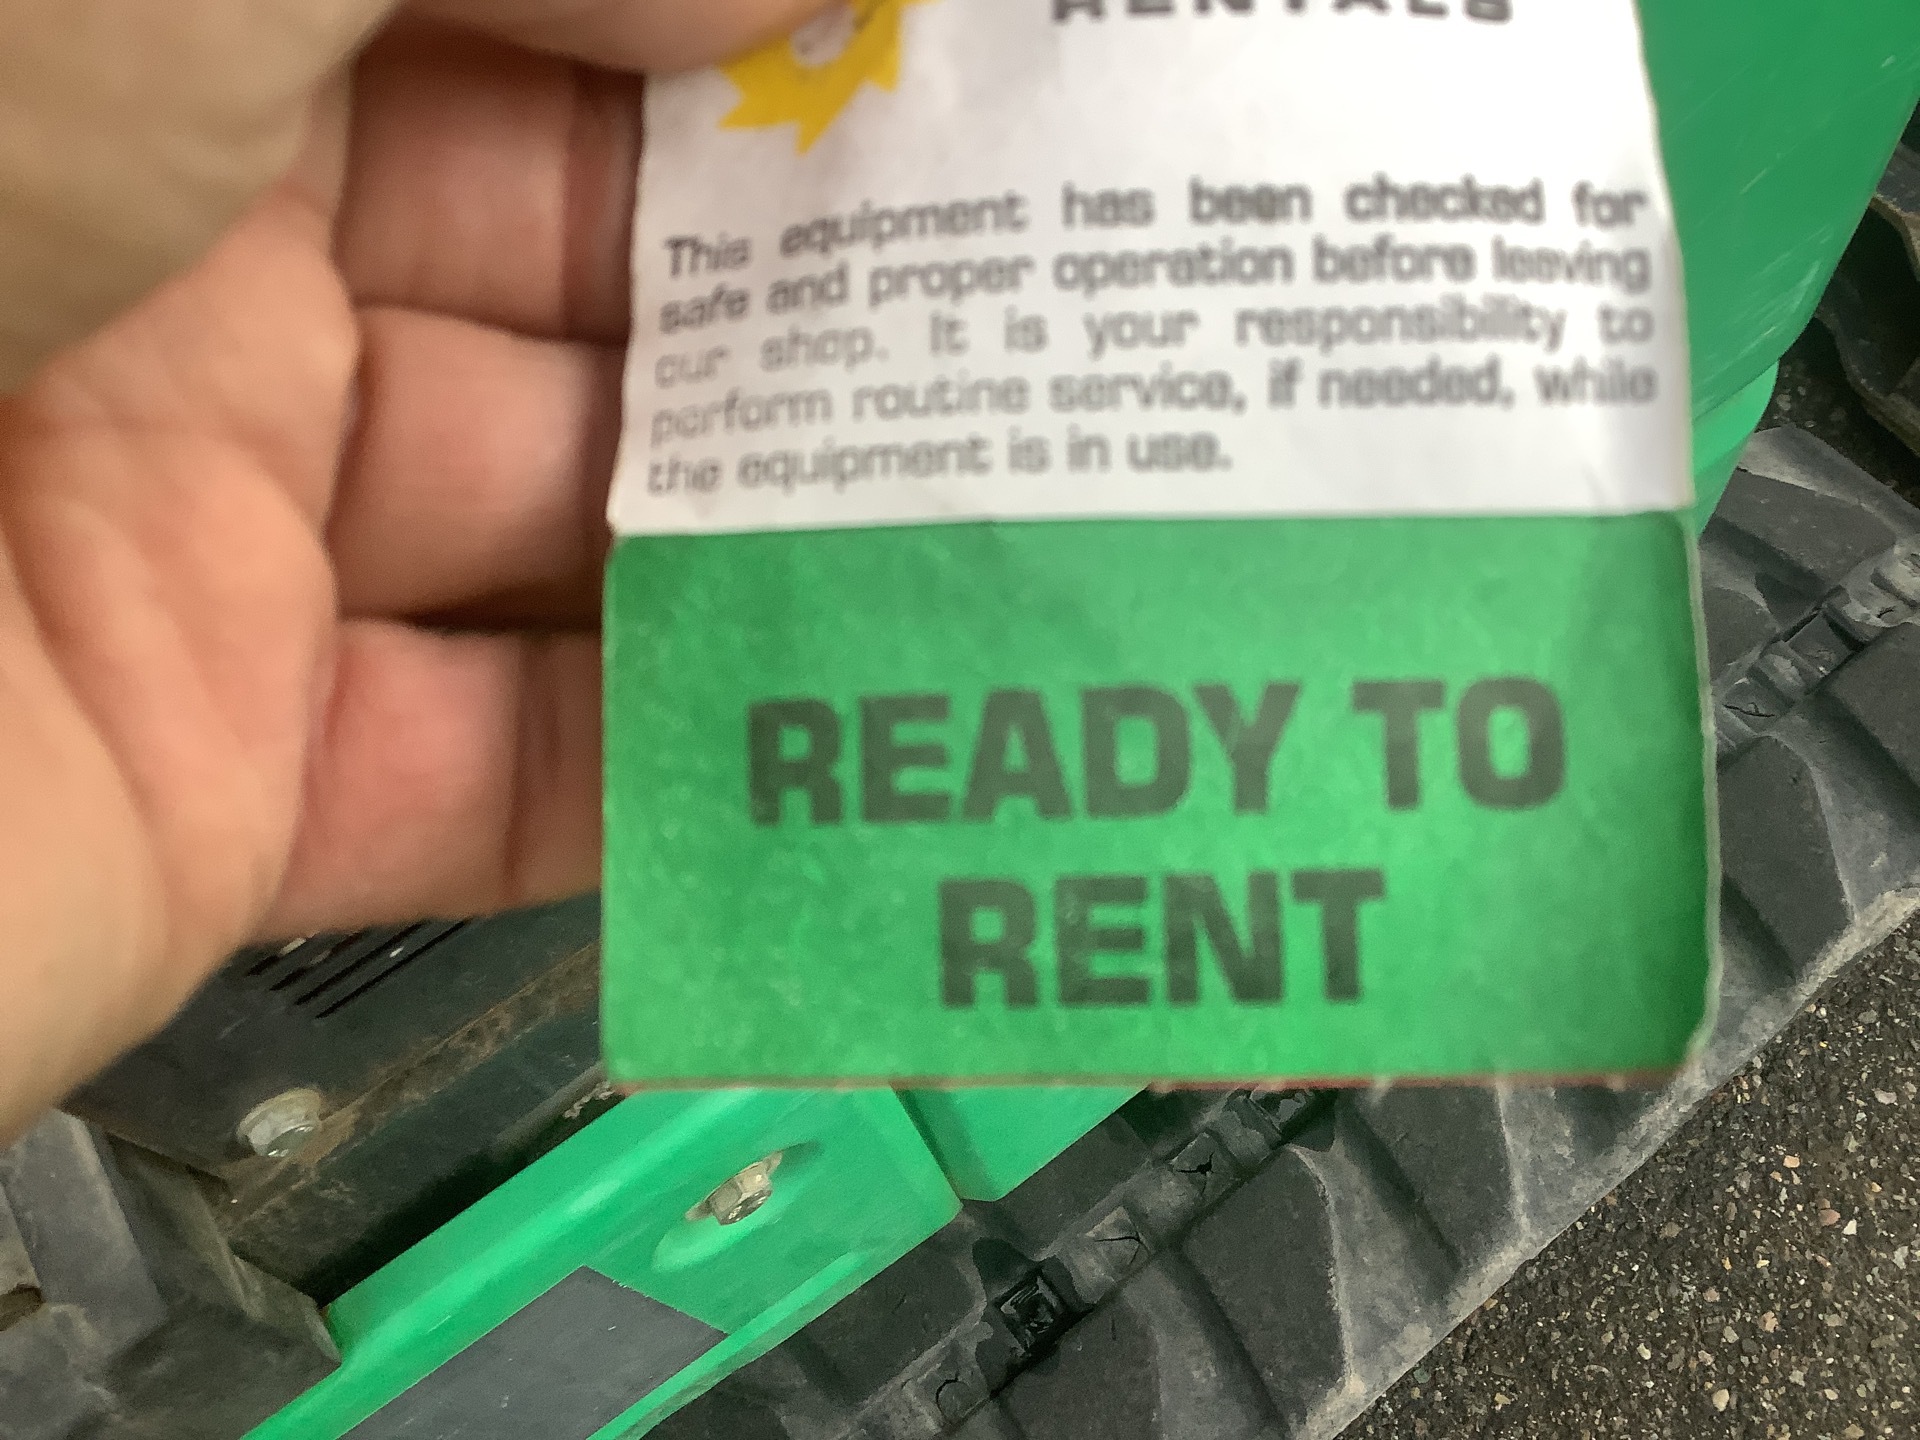 RENTALS
This equipment has been checked for
safe and proper operation before leaving
our shop. It is your responsibility to
perform routine service, if needed, while
the equipment is in use.
READY TO
RENT